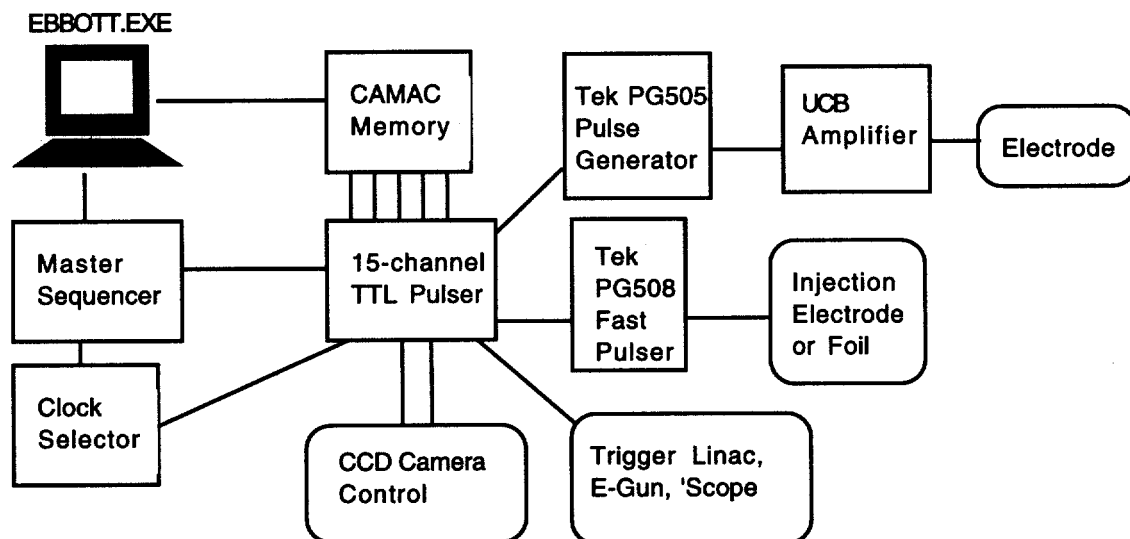 EBBOTT.EXE
CAMAC
Memory
Tek PG505
Pulse
Generator
UCB
Amplifier
Electrode
Master
Sequencer
15-channel
TTL Pulser
Tek
PG508
Fast
Pulser
Injection
Electrode
or Foil
Clock
Selector
CCD Camera
Control
Trigger Linac,
E-Gun, 'Scope